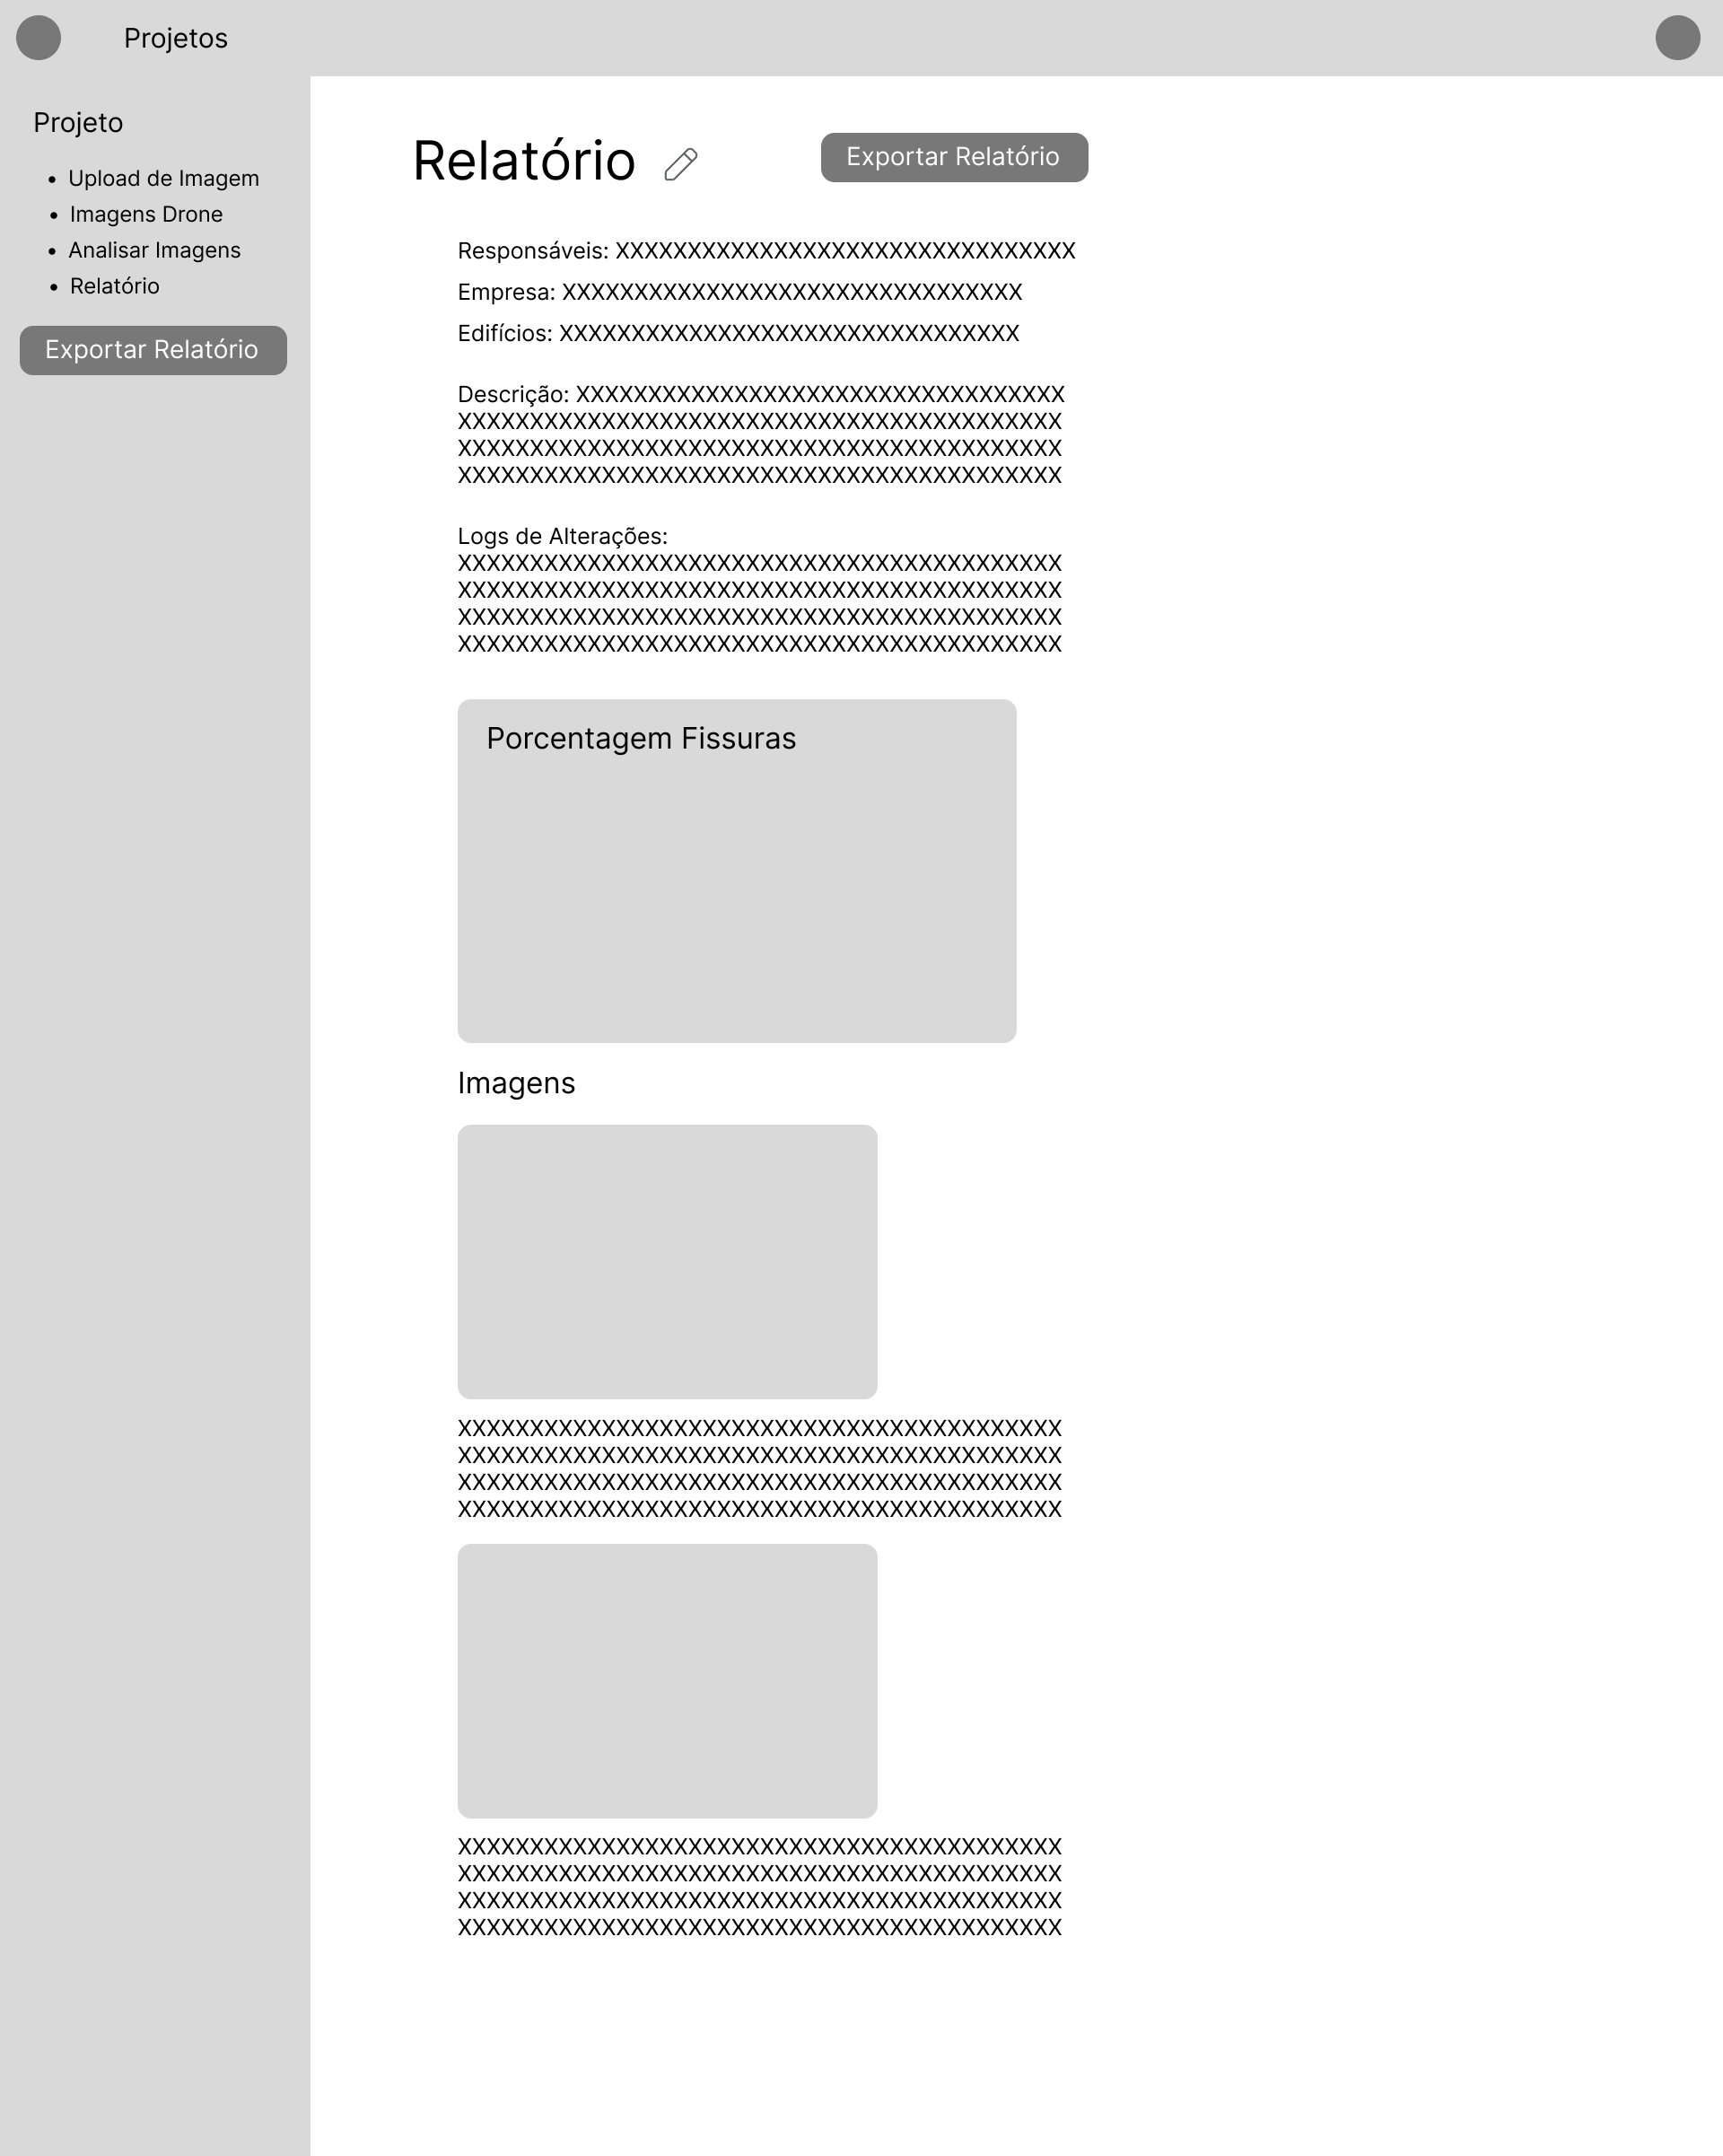 Projetos
Projeto
• Upload de Imagem
• Imagens Drone
• Analisar Imagens
• Relatório
Exportar Relatório
Relatório
Exportar Relatório
Responsáveis: XXXXXXXXXXXXXXXXXXXXXXXXXXXXXXXX
Empresa: XXXXXXXXXXXXXXXXXXXXXXXXXXXXXXXX
Edifícios: XXXXXXXXXXXXXXXXXXXXXXXXXXXXXXXX
Descrição: XXXXXXXXXXXXXXXXXXXXXXXXXXXXXXXXXX
XXXXXXXXXXXXXXXXXXXXXXXXXXXXXXXXXXXXXXXXXX
XXXXXXXXXXXXXXXXXXXXXXXXXXXXXXXXXXXXXXXXXX
XXXXXXXXXXXXXXXXXXXXXXXXXXXXXXXXXXXXXXXXXX
Logs de Alterações:
XXXXXXXXXXXXXXXXXXXXXXXXXXXXXXXXXXXXXXXXXX
XXXXXXXXXXXXXXXXXXXXXXXXXXXXXXXXXXXXXXXXXX
XXXXXXXXXXXXXXXXXXXXXXXXXXXXXXXXXXXXXXXXXX
XXXXXXXXXXXXXXXXXXXXXXXXXXXXXXXXXXXXXXXXXX
Porcentagem Fissuras
Imagens
XXXXXXXXXXXXXXXXXXXXXXXXXXXXXXXXXXXXXXXXXX
XXXXXXXXXXXXXXXXXXXXXXXXXXXXXXXXXXXXXXXXXX
XXXXXXXXXXXXXXXXXXXXXXXXXXXXXXXXXXXXXXXXXX
XXXXXXXXXXXXXXXXXXXXXXXXXXXXXXXXXXXXXXXXXX
XXXXXXXXXXXXXXXXXXXXXXXXXXXXXXXXXXXXXXXXXX
XXXXXXXXXXXXXXXXXXXXXXXXXXXXXXXXXXXXXXXXXX
XXXXXXXXXXXXXXXXXXXXXXXXXXXXXXXXXXXXXXXXXX
XXXXXXXXXXXXXXXXXXXXXXXXXXXXXXXXXXXXXXXXXX